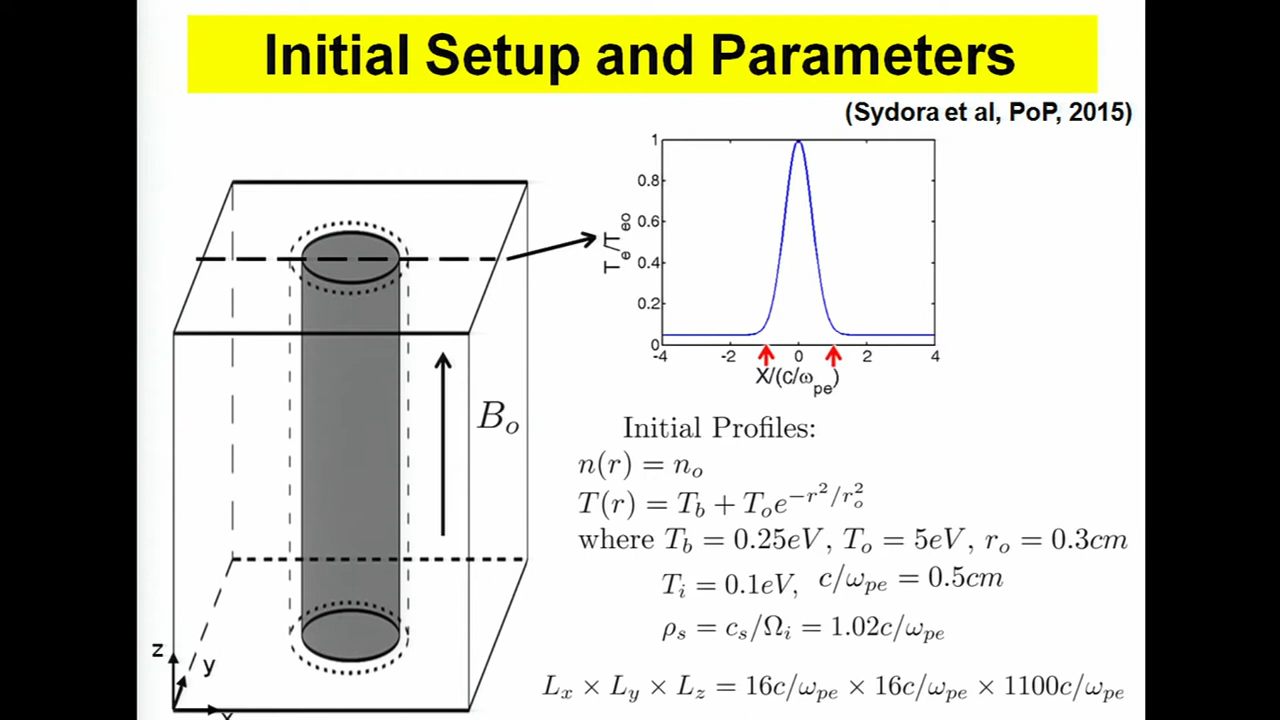 Initial Setup and Parameters
(Sydora et al, PoP, 2015)
1
0.8
0.6
0.4
0.2
0
T_e/T_eo
-4 -2 0 2 4
X/(c/ω_pe)
B_o
Initial Profiles:
n(r) = n_o
T(r) = T_b + T_o e^{-r^2/r_o^2}
where T_b = 0.25eV, T_o = 5eV, r_o = 0.3cm
T_i = 0.1eV, c/ω_pe = 0.5cm
ρ_s = c_s/Ω_i = 1.02c/ω_pe
L_x × L_y × L_z = 16c/ω_pe × 16c/ω_pe × 1100c/ω_pe
z
y
x